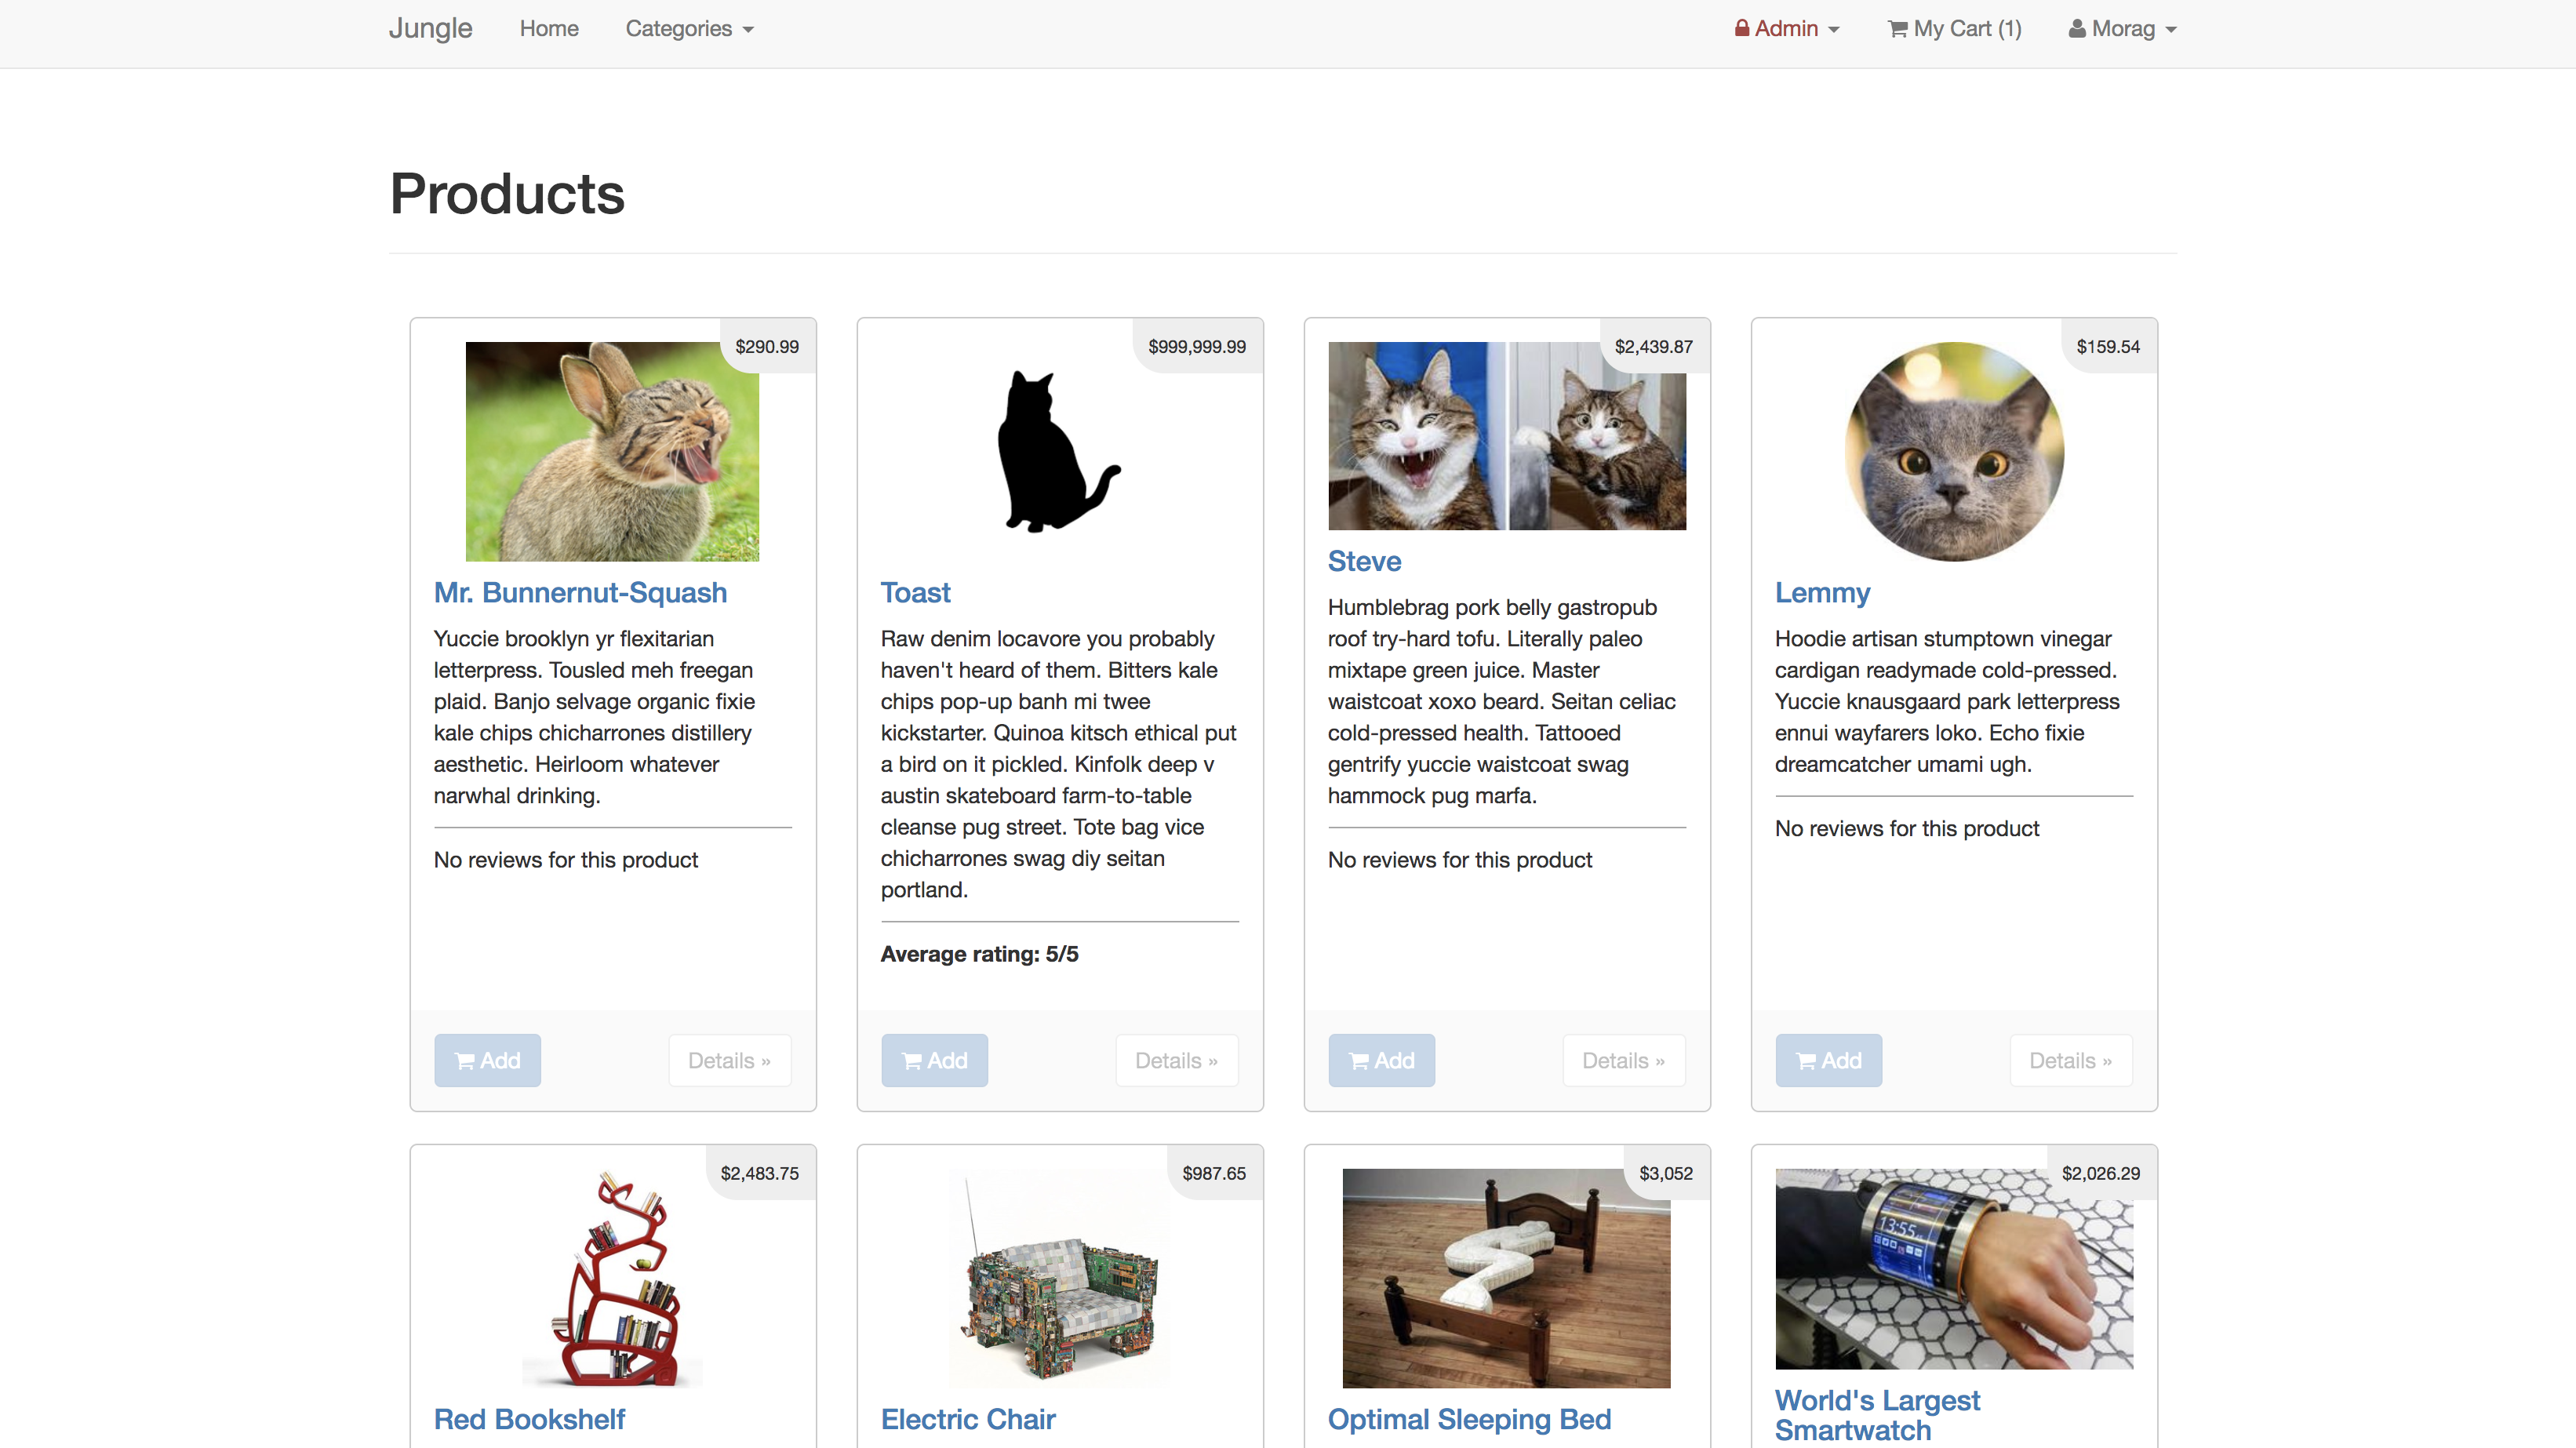 Jungle Home Categories Admin My Cart (1) Morag
Products
$290.99
Mr. Bunnernut-Squash
Yuccie brooklyn yr flexitarian
letterpress. Tousled meh freegan
plaid. Banjo selvage organic fixie
kale chips chicharrones distillery
aesthetic. Heirloom whatever
narwhal drinking.
No reviews for this product
Add Details »
$999,999.99
Toast
Raw denim locavore you probably
haven't heard of them. Bitters kale
chips pop-up banh mi twee
kickstarter. Quinoa kitsch ethical put
a bird on it pickled. Kinfolk deep v
austin skateboard farm-to-table
cleanse pug street. Tote bag vice
chicharrones swag diy seitan
portland.
Average rating: 5/5
Add Details »
$2,439.87
Steve
Humblebrag pork belly gastropub
roof try-hard tofu. Literally paleo
mixtape green juice. Master
waistcoat xoxo beard. Seitan celiac
cold-pressed health. Tattooed
gentrify yuccie waistcoat swag
hammock pug marfa.
No reviews for this product
Add Details »
$159.54
Lemmy
Hoodie artisan stumptown vinegar
cardigan readymade cold-pressed.
Yuccie knausgaard park letterpress
ennui wayfarers loko. Echo fixie
dreamcatcher umami ugh.
No reviews for this product
Add Details »
$2,483.75
Red Bookshelf
$987.65
Electric Chair
$3,052
Optimal Sleeping Bed
$2,026.29
13:55
World's Largest
Smartwatch